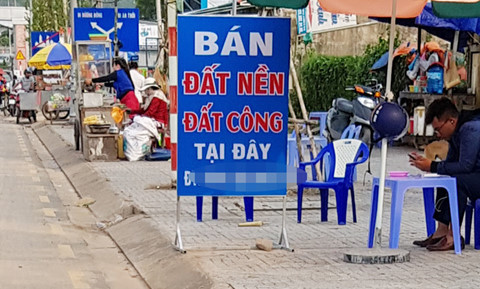 BÁN
ĐẤT NỀN
ĐẤT CÔNG
TẠI ĐÂY